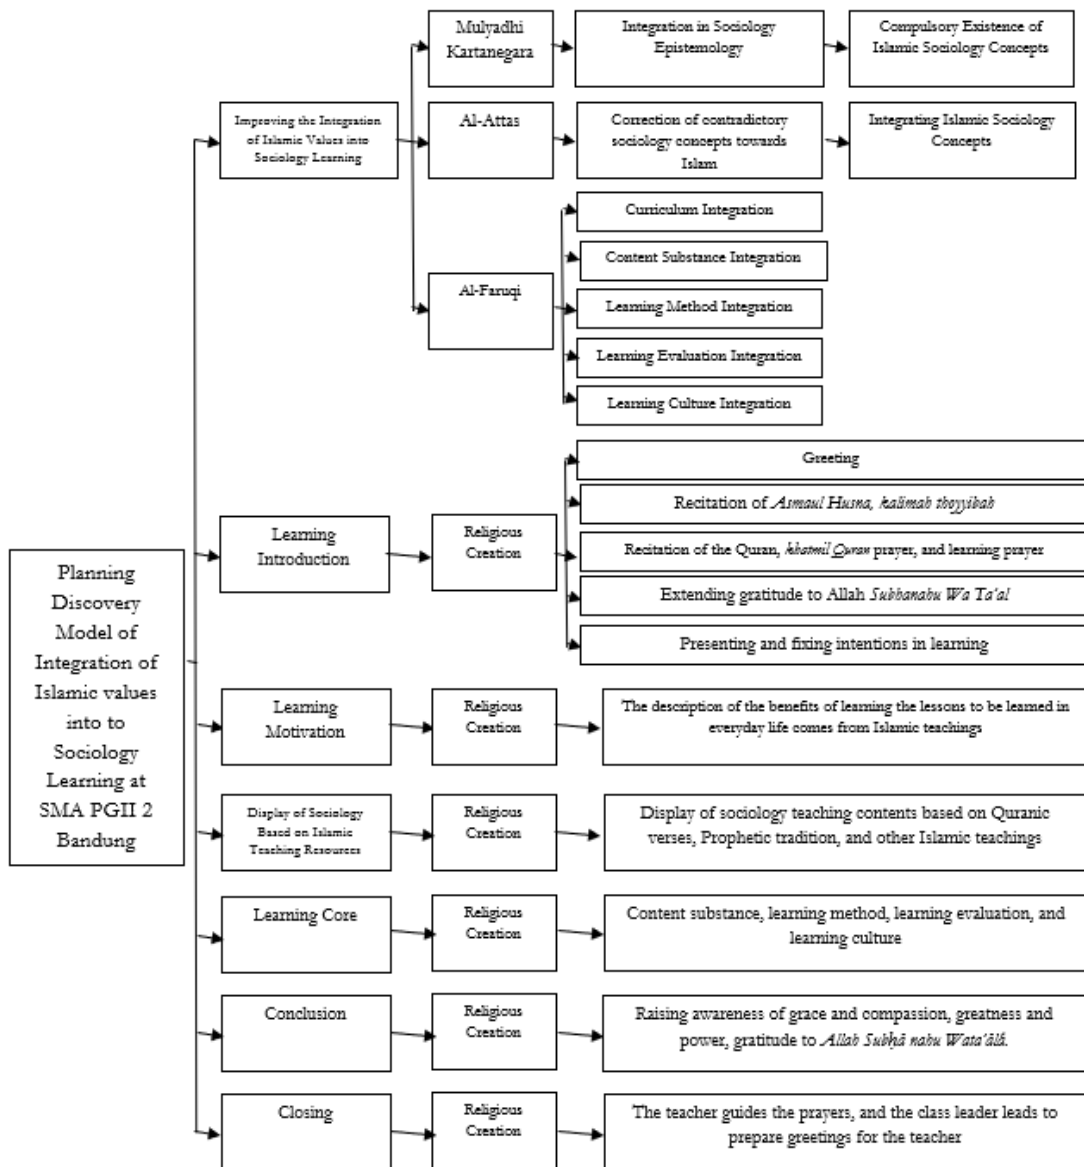 Planning
Discovery
Model of
Integration of
Islamic values
into to
Sociology
Learning at
SMA PGII 2
Bandung
Improving the Integration
of Islamic Values into
Sociology Learning
Mulyadhi
Kartanegara
Integration in Sociology
Epistemology
Compulsory Existence of
Islamic Sociology Concepts
Al-Attas
Correction of contradictory
sociology concepts towards
Islam
Integrating Islamic Sociology
Concepts
Al-Faruqi
Curriculum Integration
Content Substance Integration
Learning Method Integration
Learning Evaluation Integration
Learning Culture Integration
Learning
Introduction
Religious
Creation
Greeting
Recitation of Asmaul Husna, kalimah thoyyibah
Recitation of the Quran, khatmil Quran prayer, and learning prayer
Extending gratitude to Allah Subhanahu Wa Ta'al
Presenting and fixing intentions in learning
Learning
Motivation
Religious
Creation
The description of the benefits of learning the lessons to be learned in
everyday life comes from Islamic teachings
Display of Sociology
Based on Islamic
Teaching Resources
Religious
Creation
Display of sociology teaching contents based on Quranic
verses, Prophetic tradition, and other Islamic teachings
Learning Core
Religious
Creation
Content substance, learning method, learning evaluation, and
learning culture
Conclusion
Religious
Creation
Raising awareness of grace and compassion, greatness and
power, gratitude to Allah Subḥā nahu Wata'ālá.
Closing
Religious
Creation
The teacher guides the prayers, and the class leader leads to
prepare greetings for the teacher